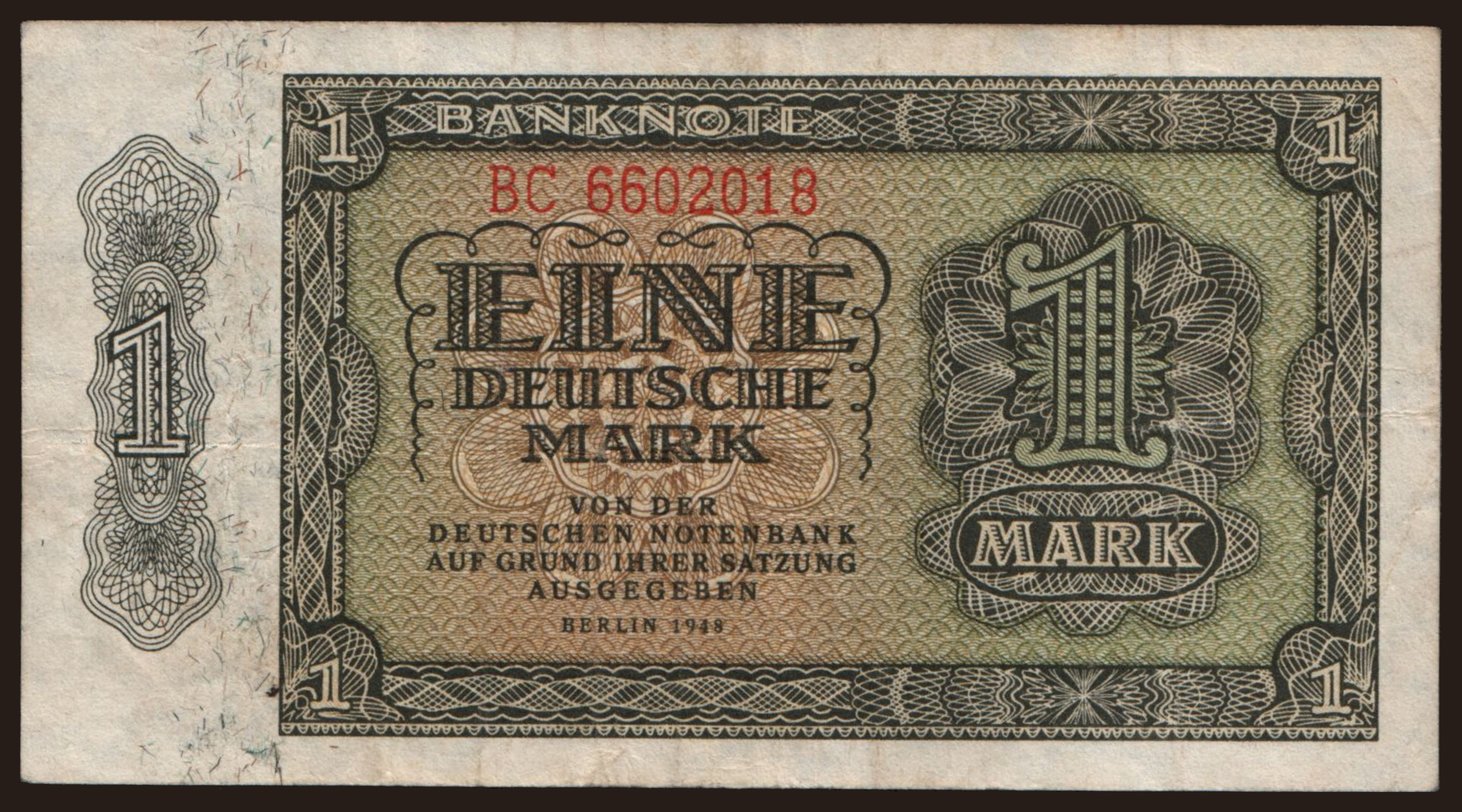 1
BANKNOTE
1
BC 6602018
EINE
DEUTSCHE
MARK
1
1
MARK
VON DER
DEUTSCHEN NOTENBANK
AUF GRUND IHRER SATZUNG
AUSGEGEBEN
BERLIN 1948
1
1